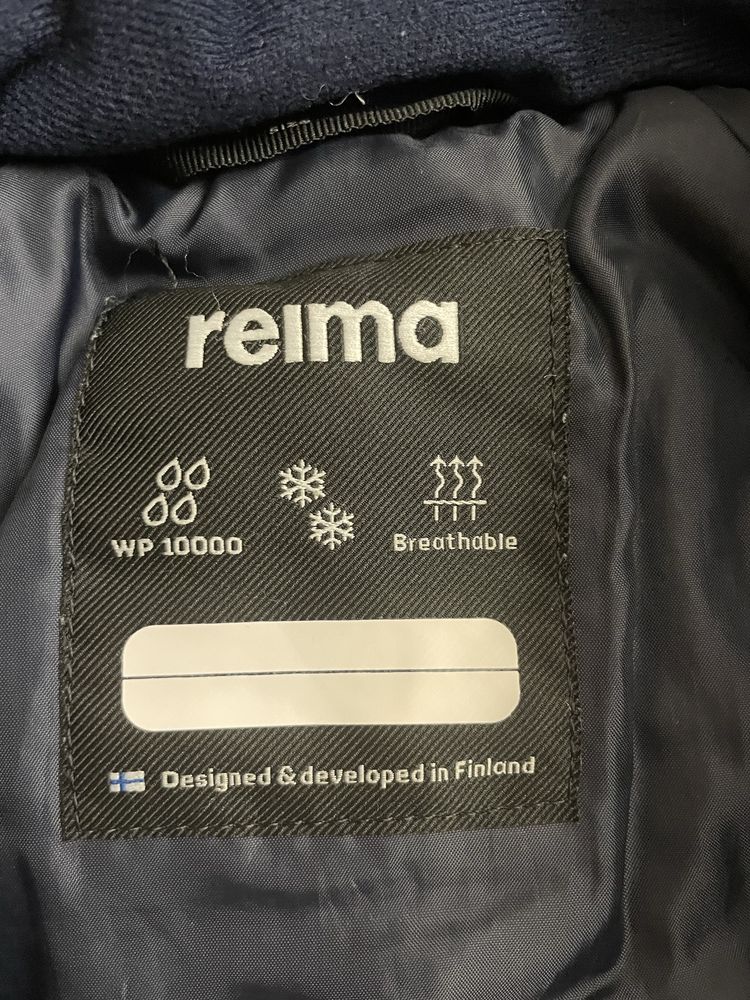 reima
WP 10000
Breathable
Designed & developed in Finland